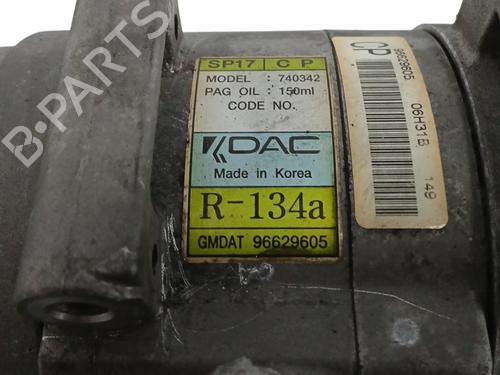 SP17 C P
MODEL : 740342
PAG OIL : 150ml
CODE NO.
KDAC
Made in Korea
R-134a
GMDAT 96629605
CP
96629605
06H31B
149
B-PARTS